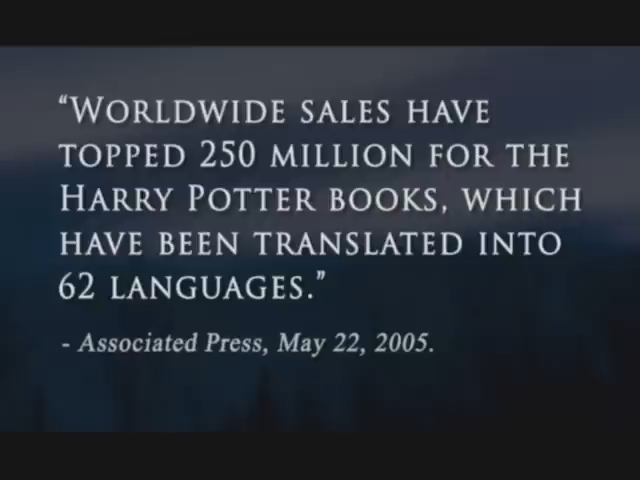 “WORLDWIDE SALES HAVE
TOPPED 250 MILLION FOR THE
HARRY POTTER BOOKS, WHICH
HAVE BEEN TRANSLATED INTO
62 LANGUAGES.”
- Associated Press, May 22, 2005.